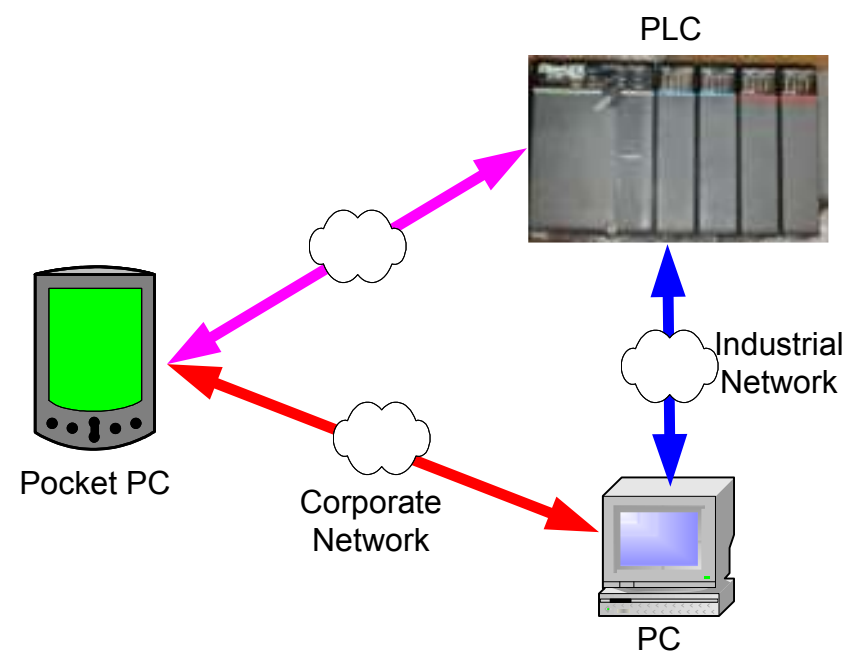 PLC
Industrial
Network
Pocket PC
Corporate
Network
PC